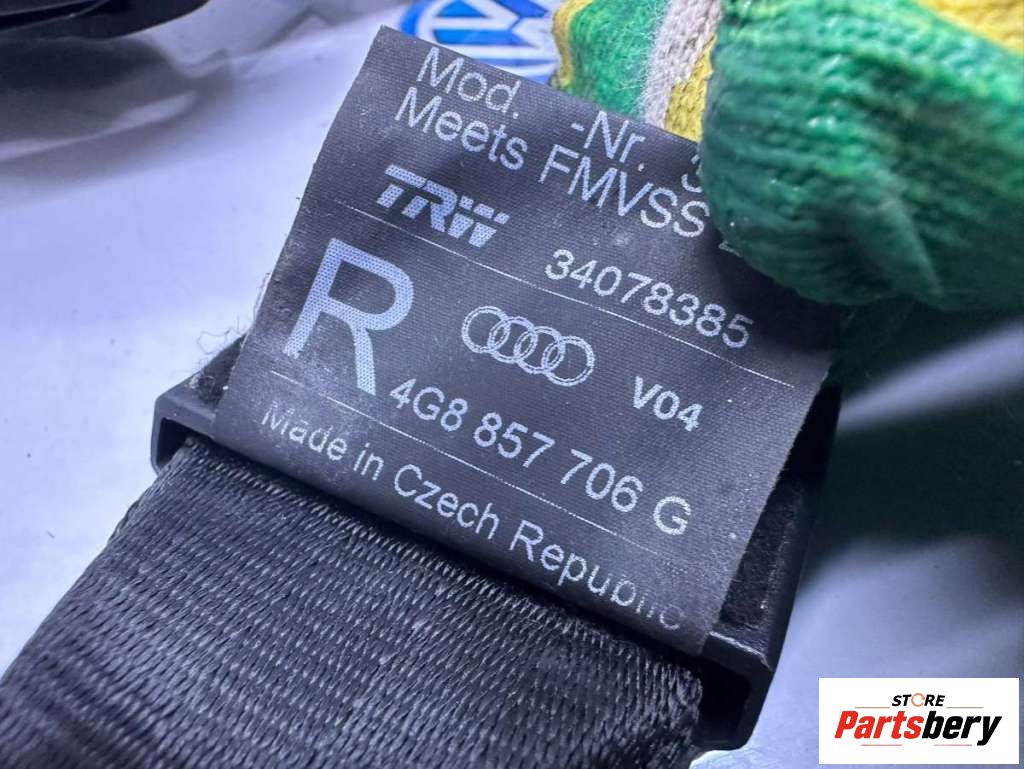 Mod. -Nr.
Meets FMVSS
TRW
34078385
R
V04
4G8 857 706 G
Made in Czech Republic
STORE
Partsbery